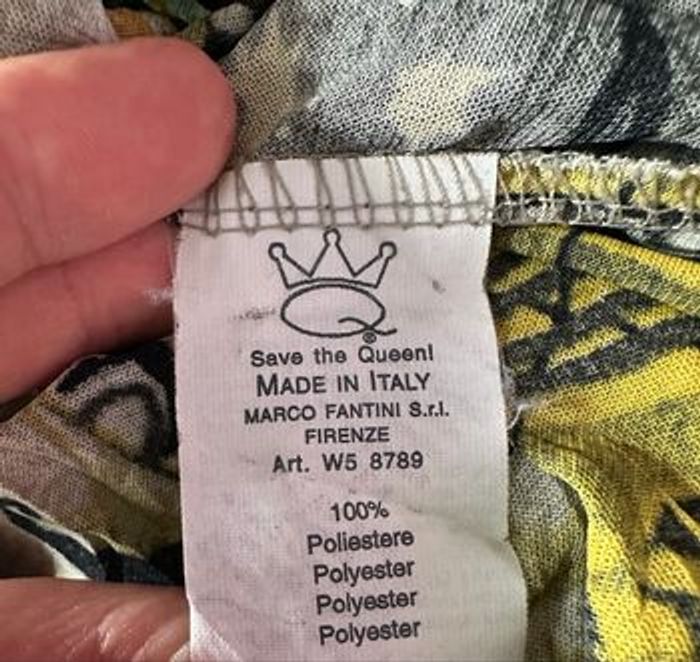 Q®
Save the Queen!
MADE IN ITALY
MARCO FANTINI S.r.l.
FIRENZE
Art. W5 8789
100%
Poliestere
Polyester
Polyester
Polyester